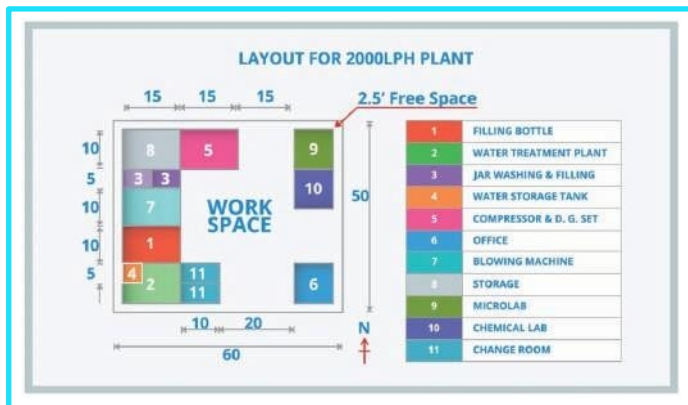 LAYOUT FOR 2000LPH PLANT
15 15 15
2.5' Free Space
10
5
10
10
5
8 5 9
3 3
10
7
WORK
SPACE
1
4
2
11
11
6
50
10 20
60
N
1 FILLING BOTTLE
2 WATER TREATMENT PLANT
3 JAR WASHING & FILLING
4 WATER STORAGE TANK
5 COMPRESSOR & D. G. SET
6 OFFICE
7 BLOWING MACHINE
8 STORAGE
9 MICROLAB
10 CHEMICAL LAB
11 CHANGE ROOM